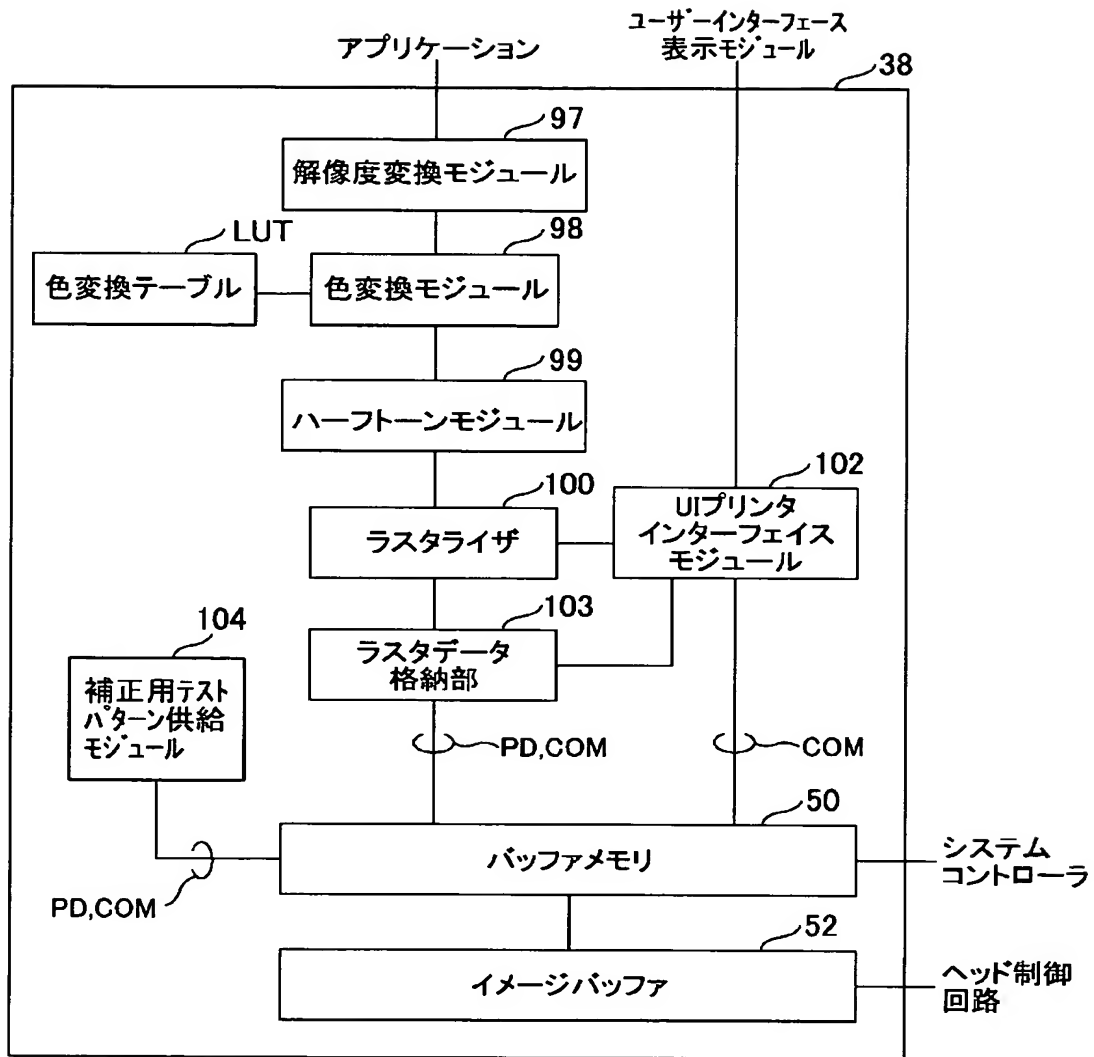 アプリケーション
ユーザーインターフェース
表示モジュール
38
97
解像度変換モジュール
LUT
98
色変換テーブル
色変換モジュール
99
ハーフトーンモジュール
100
102
ラスタライザ
UIプリンタ
インターフェイス
モジュール
104
103
補正用テスト
パターン供給
モジュール
ラスタデータ
格納部
PD,COM
COM
50
バッファメモリ
システム
コントローラ
PD,COM
52
イメージバッファ
ヘッド制御
回路